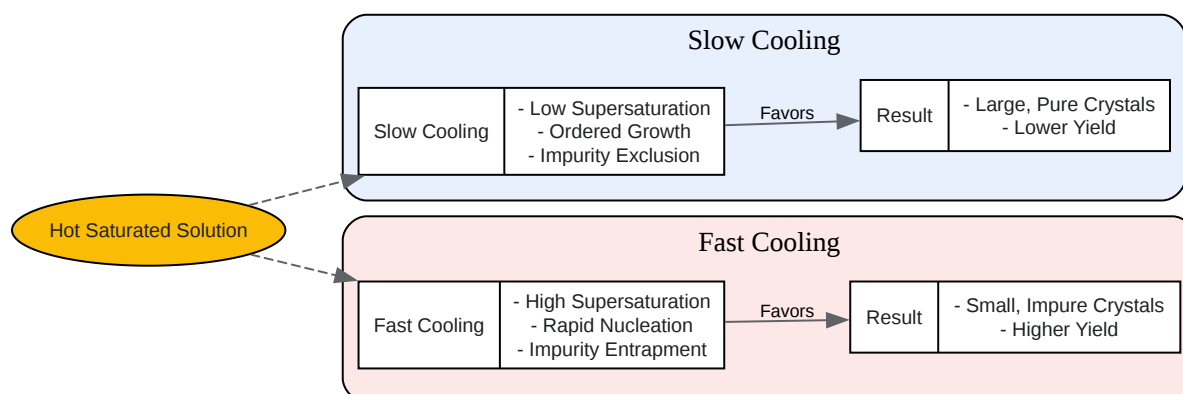 Slow Cooling
Slow Cooling
- Low Supersaturation
- Ordered Growth
- Impurity Exclusion
Favors
Result
- Large, Pure Crystals
- Lower Yield
Hot Saturated Solution
Fast Cooling
Fast Cooling
- High Supersaturation
- Rapid Nucleation
- Impurity Entrapment
Favors
Result
- Small, Impure Crystals
- Higher Yield